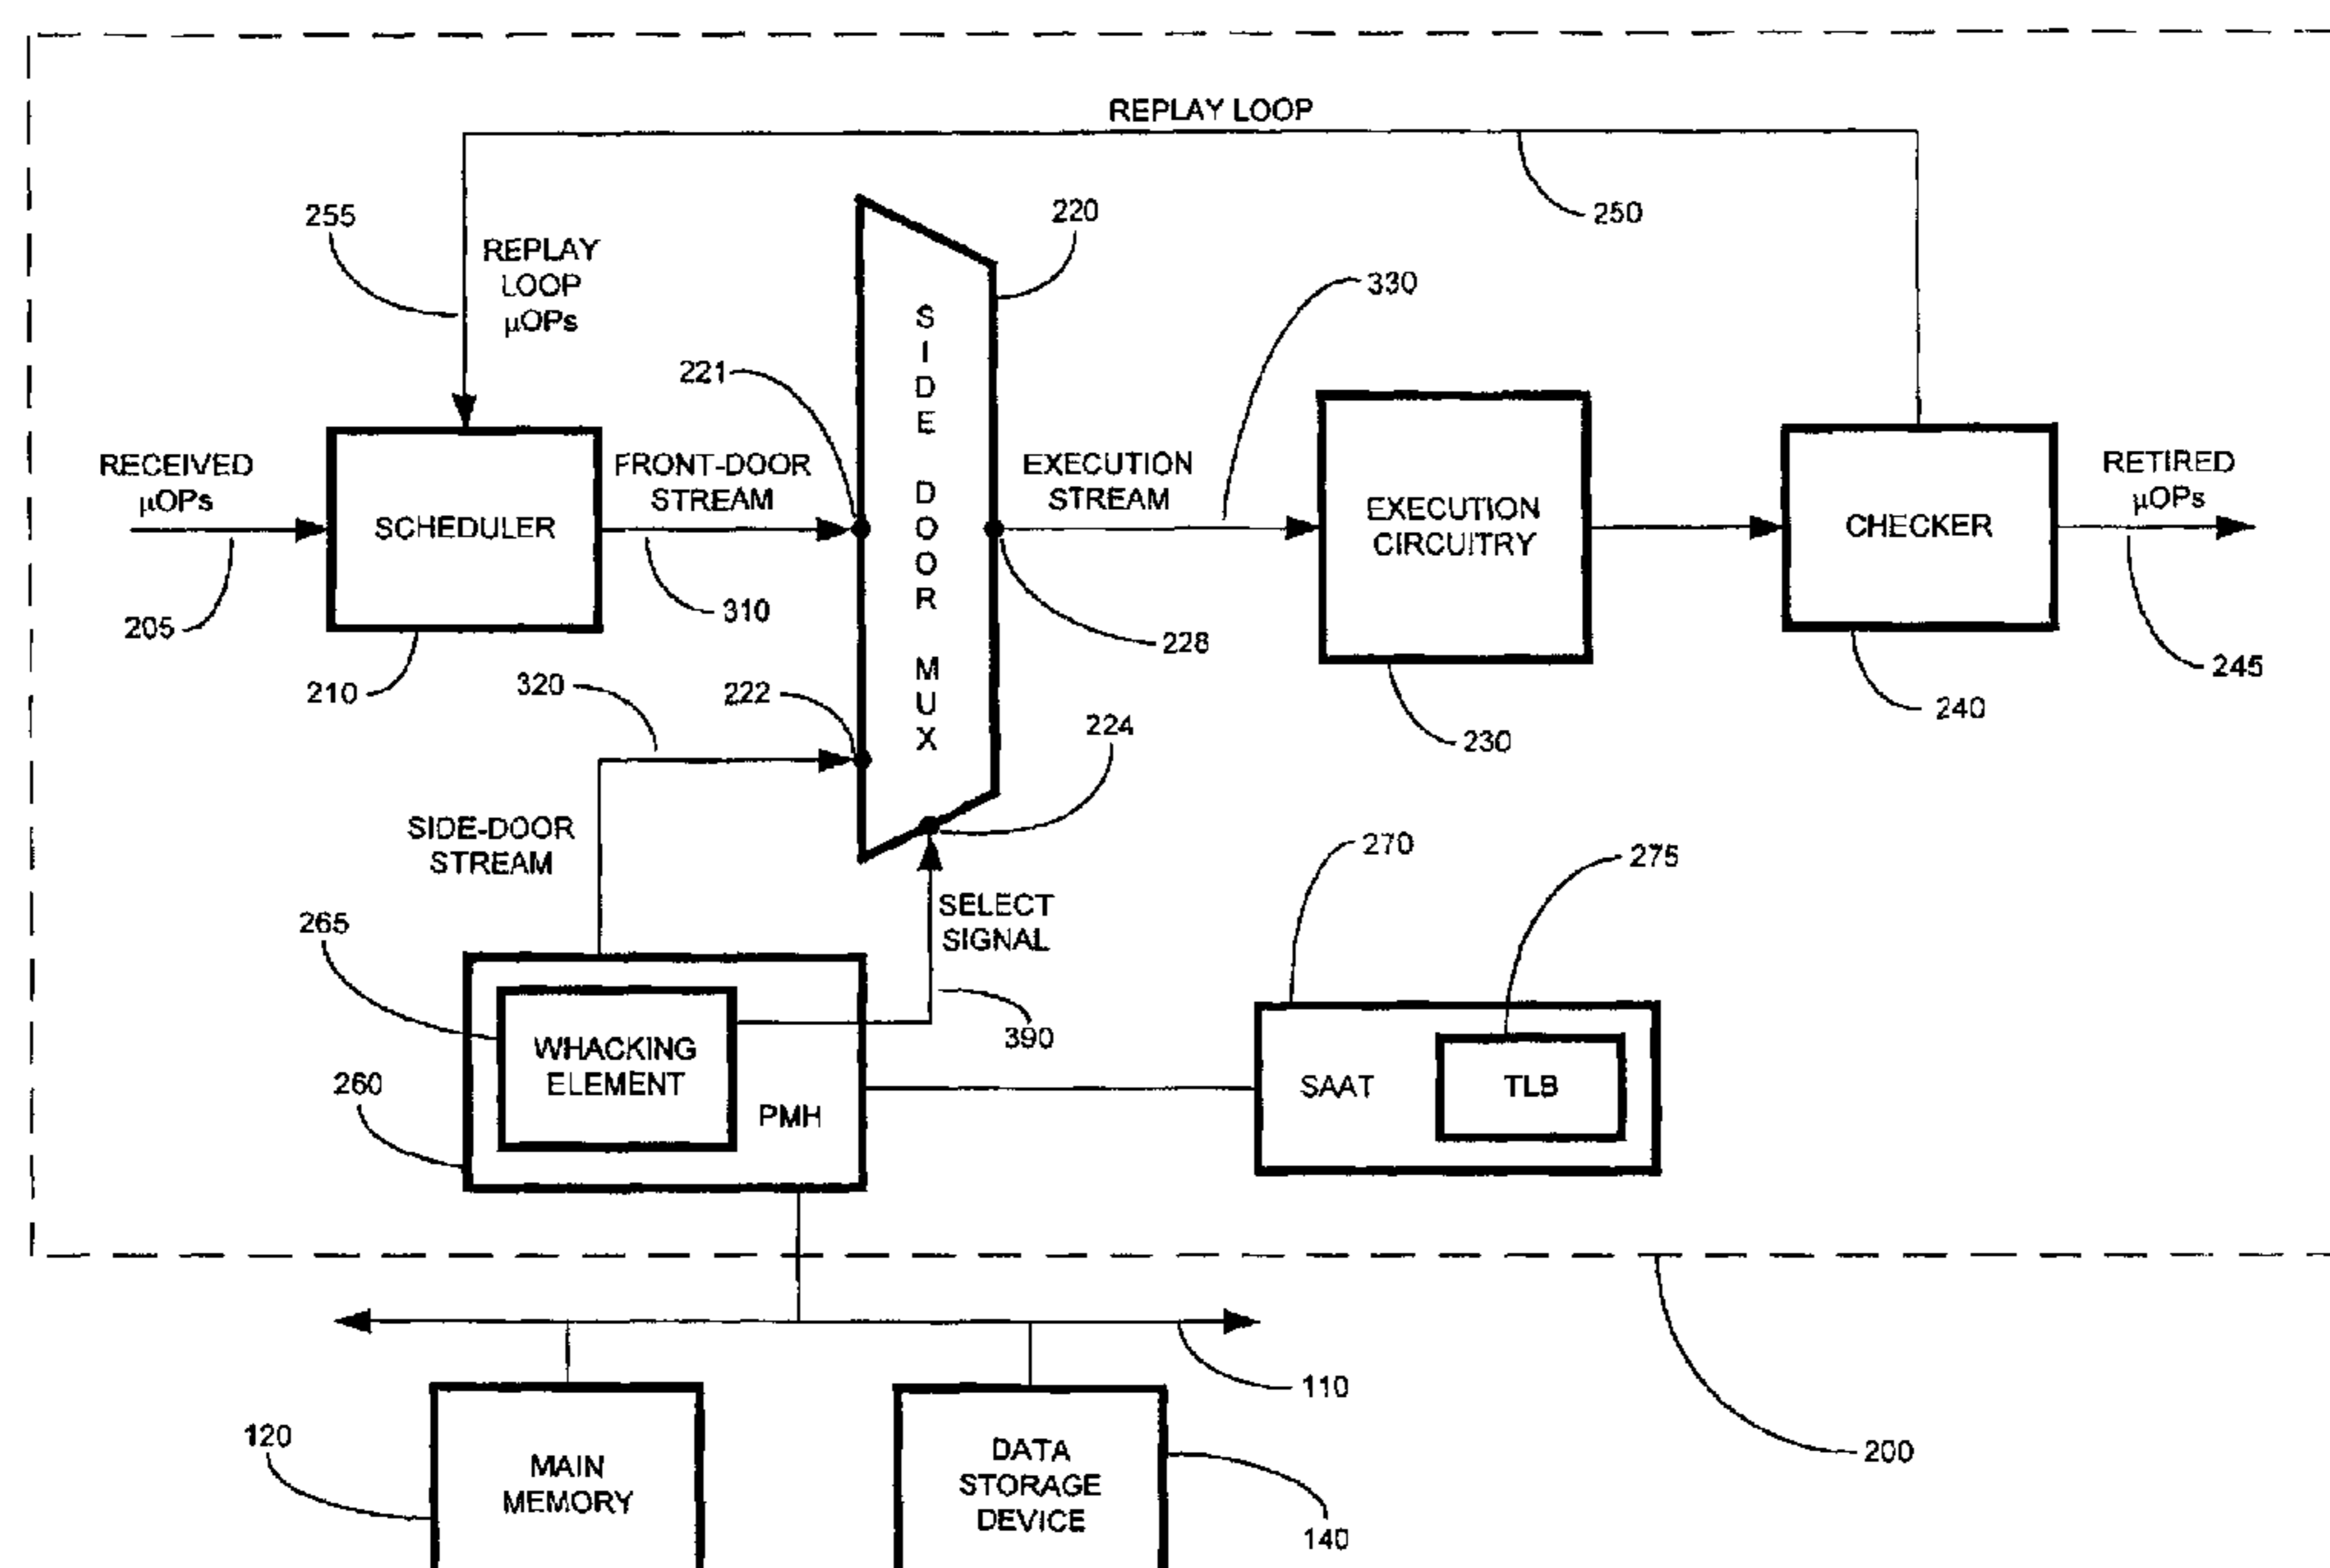 REPLAY LOOP
250
255
REPLAY
LOOP
μOPs
220
330
221
SIDE DOOR MUX
RECEIVED
μOPs
205
SCHEDULER
210
FRONT-DOOR
STREAM
310
EXECUTION
STREAM
228
EXECUTION
CIRCUITRY
230
CHECKER
240
RETIRED
μOPs
245
320
222
224
SIDE-DOOR
STREAM
SELECT
SIGNAL
390
265
WHACKING
ELEMENT
260
PMH
270
275
SAAT
TLB
110
200
120
MAIN
MEMORY
DATA
STORAGE
DEVICE
140